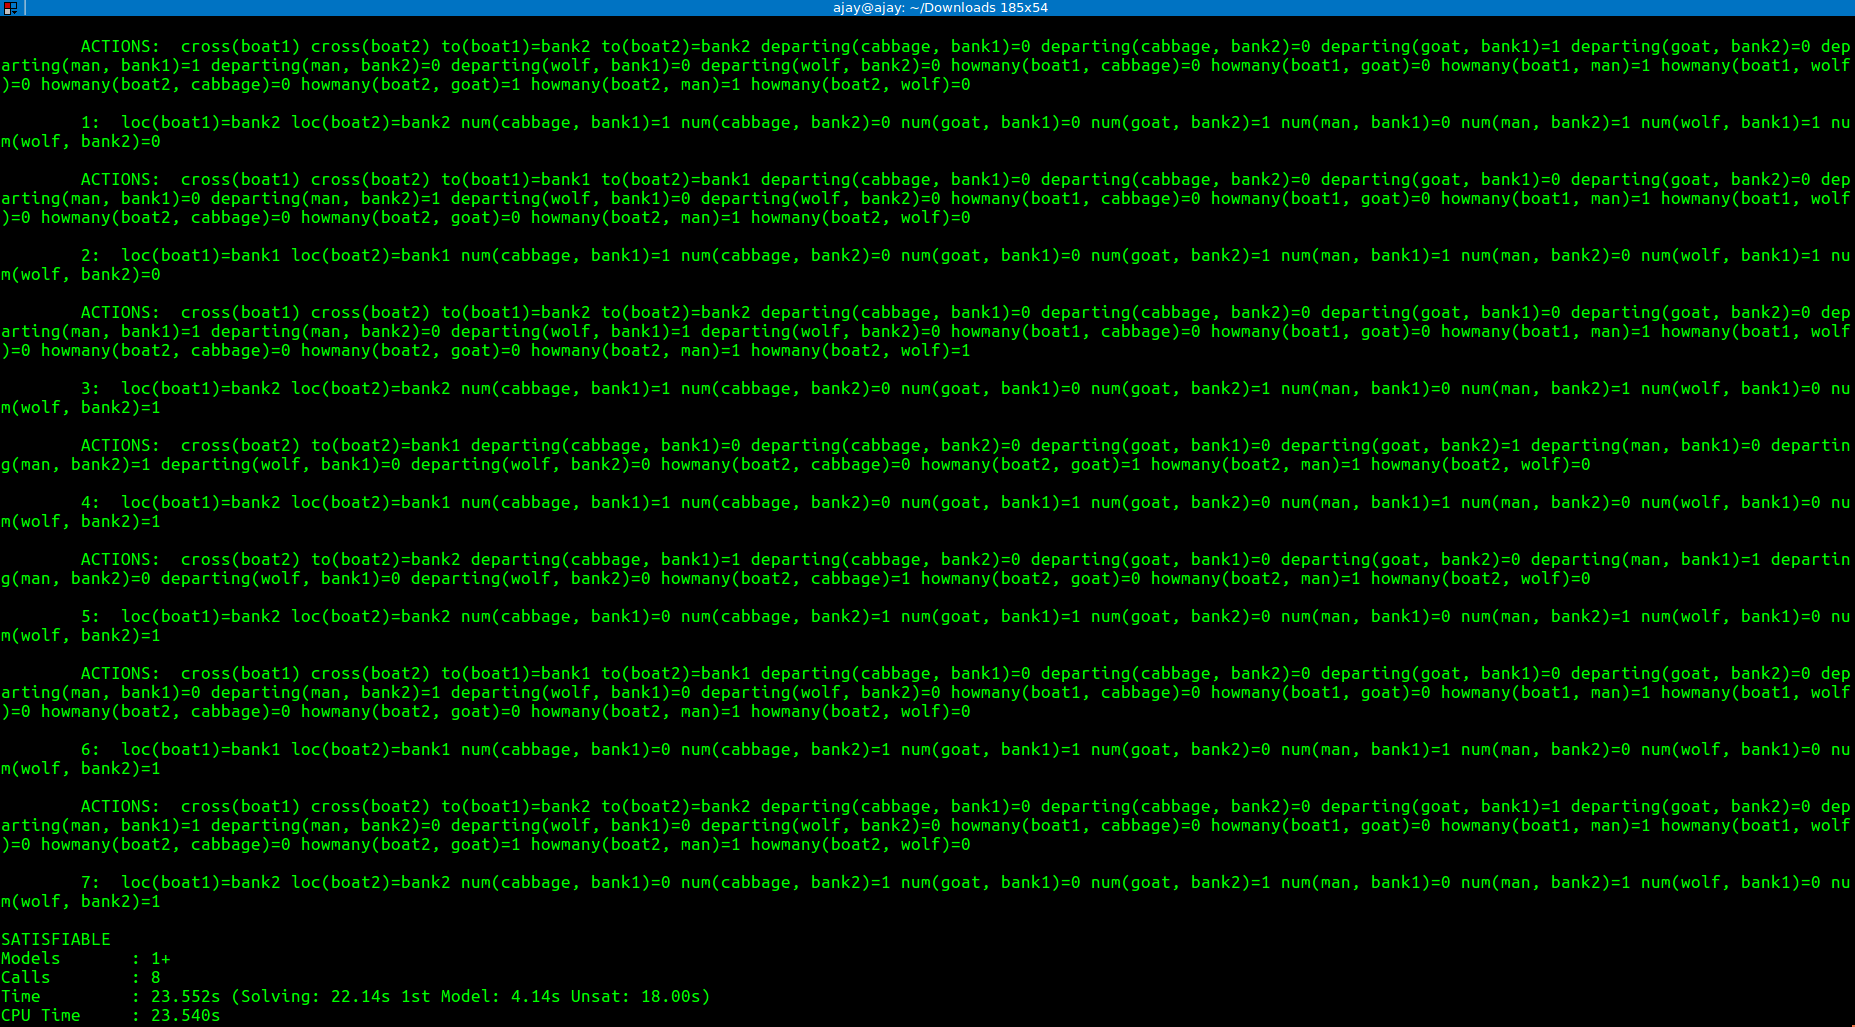 ajay@ajay: ~/Downloads 185x54
ACTIONS:  cross(boat1) cross(boat2) to(boat1)=bank2 to(boat2)=bank2 departing(cabbage, bank1)=0 departing(cabbage, bank2)=0 departing(goat, bank1)=1 departing(goat, bank2)=0 dep
arting(man, bank1)=1 departing(man, bank2)=0 departing(wolf, bank1)=0 departing(wolf, bank2)=0 howmany(boat1, cabbage)=0 howmany(boat1, goat)=0 howmany(boat1, man)=1 howmany(boat1, wolf
)=0 howmany(boat2, cabbage)=0 howmany(boat2, goat)=1 howmany(boat2, man)=1 howmany(boat2, wolf)=0
1:  loc(boat1)=bank2 loc(boat2)=bank2 num(cabbage, bank1)=1 num(cabbage, bank2)=0 num(goat, bank1)=0 num(goat, bank2)=1 num(man, bank1)=0 num(man, bank2)=1 num(wolf, bank1)=1 nu
m(wolf, bank2)=0
ACTIONS:  cross(boat1) cross(boat2) to(boat1)=bank1 to(boat2)=bank1 departing(cabbage, bank1)=0 departing(cabbage, bank2)=0 departing(goat, bank1)=0 departing(goat, bank2)=0 dep
arting(man, bank1)=0 departing(man, bank2)=1 departing(wolf, bank1)=0 departing(wolf, bank2)=0 howmany(boat1, cabbage)=0 howmany(boat1, goat)=0 howmany(boat1, man)=1 howmany(boat1, wolf
)=0 howmany(boat2, cabbage)=0 howmany(boat2, goat)=0 howmany(boat2, man)=1 howmany(boat2, wolf)=0
2:  loc(boat1)=bank1 loc(boat2)=bank1 num(cabbage, bank1)=1 num(cabbage, bank2)=0 num(goat, bank1)=0 num(goat, bank2)=1 num(man, bank1)=1 num(man, bank2)=0 num(wolf, bank1)=1 nu
m(wolf, bank2)=0
ACTIONS:  cross(boat1) cross(boat2) to(boat1)=bank2 to(boat2)=bank2 departing(cabbage, bank1)=0 departing(cabbage, bank2)=0 departing(goat, bank1)=0 departing(goat, bank2)=0 dep
arting(man, bank1)=1 departing(man, bank2)=0 departing(wolf, bank1)=1 departing(wolf, bank2)=0 howmany(boat1, cabbage)=0 howmany(boat1, goat)=0 howmany(boat1, man)=1 howmany(boat1, wolf
)=0 howmany(boat2, cabbage)=0 howmany(boat2, goat)=0 howmany(boat2, man)=1 howmany(boat2, wolf)=1
3:  loc(boat1)=bank2 loc(boat2)=bank2 num(cabbage, bank1)=1 num(cabbage, bank2)=0 num(goat, bank1)=0 num(goat, bank2)=1 num(man, bank1)=0 num(man, bank2)=1 num(wolf, bank1)=0 nu
m(wolf, bank2)=1
ACTIONS:  cross(boat2) to(boat2)=bank1 departing(cabbage, bank1)=0 departing(cabbage, bank2)=0 departing(goat, bank1)=0 departing(goat, bank2)=1 departing(man, bank1)=0 departin
g(man, bank2)=1 departing(wolf, bank1)=0 departing(wolf, bank2)=0 howmany(boat2, cabbage)=0 howmany(boat2, goat)=1 howmany(boat2, man)=1 howmany(boat2, wolf)=0
4:  loc(boat1)=bank2 loc(boat2)=bank1 num(cabbage, bank1)=1 num(cabbage, bank2)=0 num(goat, bank1)=1 num(goat, bank2)=0 num(man, bank1)=1 num(man, bank2)=0 num(wolf, bank1)=0 nu
m(wolf, bank2)=1
ACTIONS:  cross(boat2) to(boat2)=bank2 departing(cabbage, bank1)=1 departing(cabbage, bank2)=0 departing(goat, bank1)=0 departing(goat, bank2)=0 departing(man, bank1)=1 departin
g(man, bank2)=0 departing(wolf, bank1)=0 departing(wolf, bank2)=0 howmany(boat2, cabbage)=1 howmany(boat2, goat)=0 howmany(boat2, man)=1 howmany(boat2, wolf)=0
5:  loc(boat1)=bank2 loc(boat2)=bank2 num(cabbage, bank1)=0 num(cabbage, bank2)=1 num(goat, bank1)=1 num(goat, bank2)=0 num(man, bank1)=0 num(man, bank2)=1 num(wolf, bank1)=0 nu
m(wolf, bank2)=1
ACTIONS:  cross(boat1) cross(boat2) to(boat1)=bank1 to(boat2)=bank1 departing(cabbage, bank1)=0 departing(cabbage, bank2)=0 departing(goat, bank1)=0 departing(goat, bank2)=0 dep
arting(man, bank1)=0 departing(man, bank2)=1 departing(wolf, bank1)=0 departing(wolf, bank2)=0 howmany(boat1, cabbage)=0 howmany(boat1, goat)=0 howmany(boat1, man)=1 howmany(boat1, wolf
)=0 howmany(boat2, cabbage)=0 howmany(boat2, goat)=0 howmany(boat2, man)=1 howmany(boat2, wolf)=0
6:  loc(boat1)=bank1 loc(boat2)=bank1 num(cabbage, bank1)=0 num(cabbage, bank2)=1 num(goat, bank1)=1 num(goat, bank2)=0 num(man, bank1)=1 num(man, bank2)=0 num(wolf, bank1)=0 nu
m(wolf, bank2)=1
ACTIONS:  cross(boat1) cross(boat2) to(boat1)=bank2 to(boat2)=bank2 departing(cabbage, bank1)=0 departing(cabbage, bank2)=0 departing(goat, bank1)=1 departing(goat, bank2)=0 dep
arting(man, bank1)=1 departing(man, bank2)=0 departing(wolf, bank1)=0 departing(wolf, bank2)=0 howmany(boat1, cabbage)=0 howmany(boat1, goat)=0 howmany(boat1, man)=1 howmany(boat1, wolf
)=0 howmany(boat2, cabbage)=0 howmany(boat2, goat)=1 howmany(boat2, man)=1 howmany(boat2, wolf)=0
7:  loc(boat1)=bank2 loc(boat2)=bank2 num(cabbage, bank1)=0 num(cabbage, bank2)=1 num(goat, bank1)=0 num(goat, bank2)=1 num(man, bank1)=0 num(man, bank2)=1 num(wolf, bank1)=0 nu
m(wolf, bank2)=1
SATISFIABLE
Models       : 1+
Calls        : 8
Time         : 23.552s (Solving: 22.14s 1st Model: 4.14s Unsat: 18.00s)
CPU Time     : 23.540s